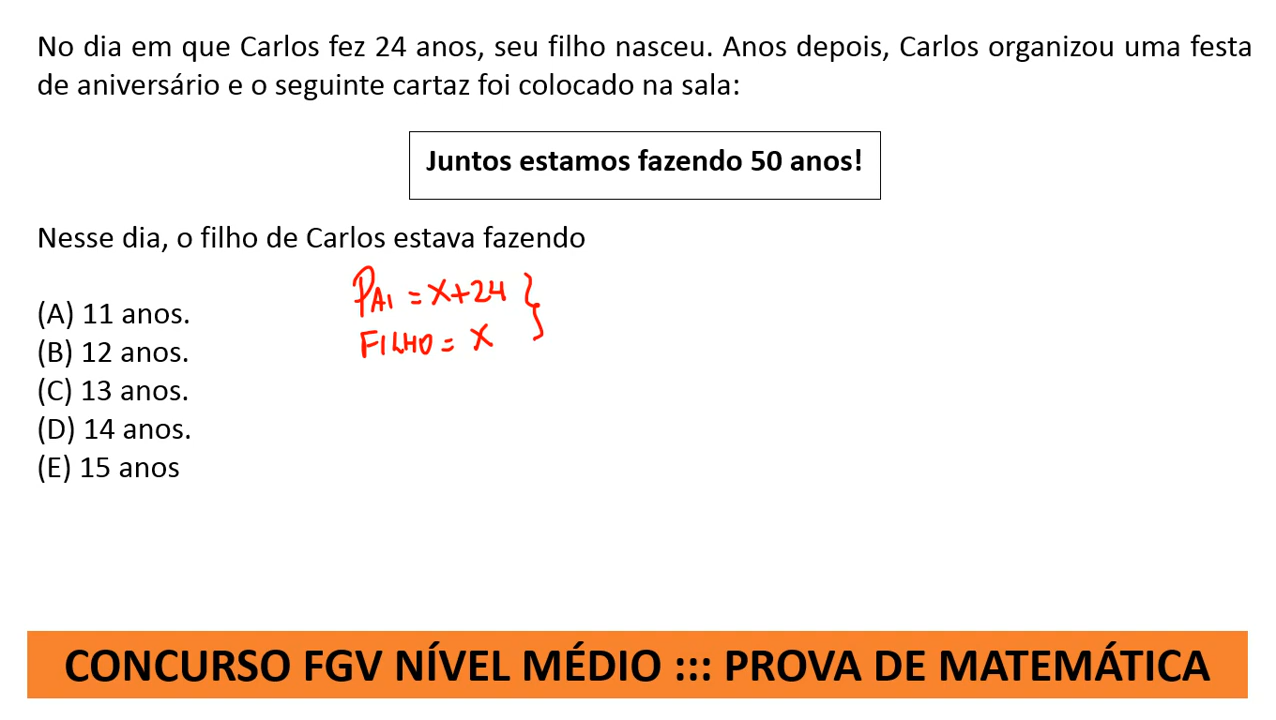 No dia em que Carlos fez 24 anos, seu filho nasceu. Anos depois, Carlos organizou uma festa
de aniversário e o seguinte cartaz foi colocado na sala:
Juntos estamos fazendo 50 anos!
Nesse dia, o filho de Carlos estava fazendo
PAI = X+24
FILHO = X
(A) 11 anos.
(B) 12 anos.
(C) 13 anos.
(D) 14 anos.
(E) 15 anos
CONCURSO FGV NÍVEL MÉDIO ::: PROVA DE MATEMÁTICA